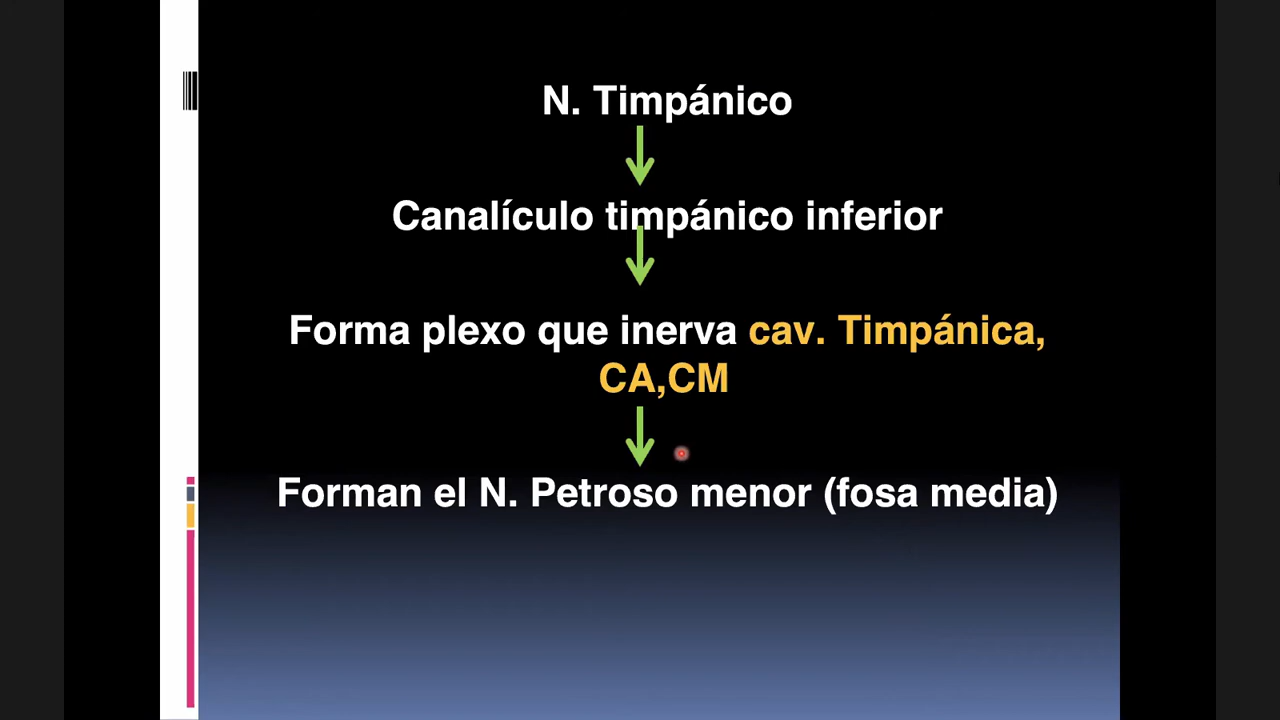 N. Timpánico
Canalículo timpánico inferior
Forma plexo que inerva cav. Timpánica,
CA,CM
Forman el N. Petroso menor (fosa media)